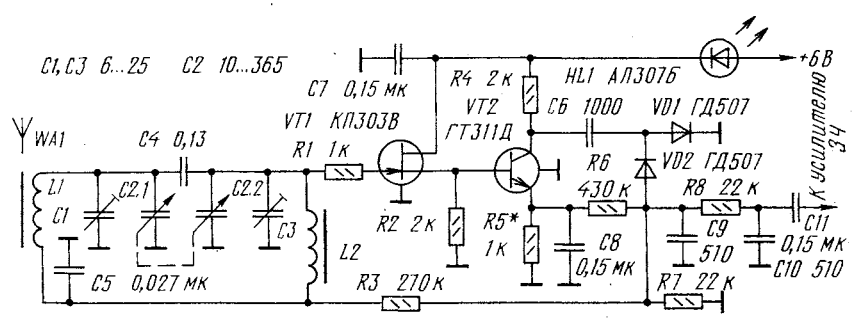 C1, C3 6...25 C2 10...365
C7 0,15 мк
R4 2к
HL1 АЛ307Б
+6В
WA1
C4 0,13
VT1 КП303В
R1 1к
VT2
ГТ311Д
C6 1000
VD1 ГД507
VD2 ГД507
К усилителю
ЗЧ
L1
C1
C2.1
C2.2
C3
R2 2к
R5*
1к
R6
430 к
R8 22 к
C5 0,027 мк
L2
C8
0,15 мк
C9
510
C11
0,15 мк
C10 510
R3 270 к
R7 22 к